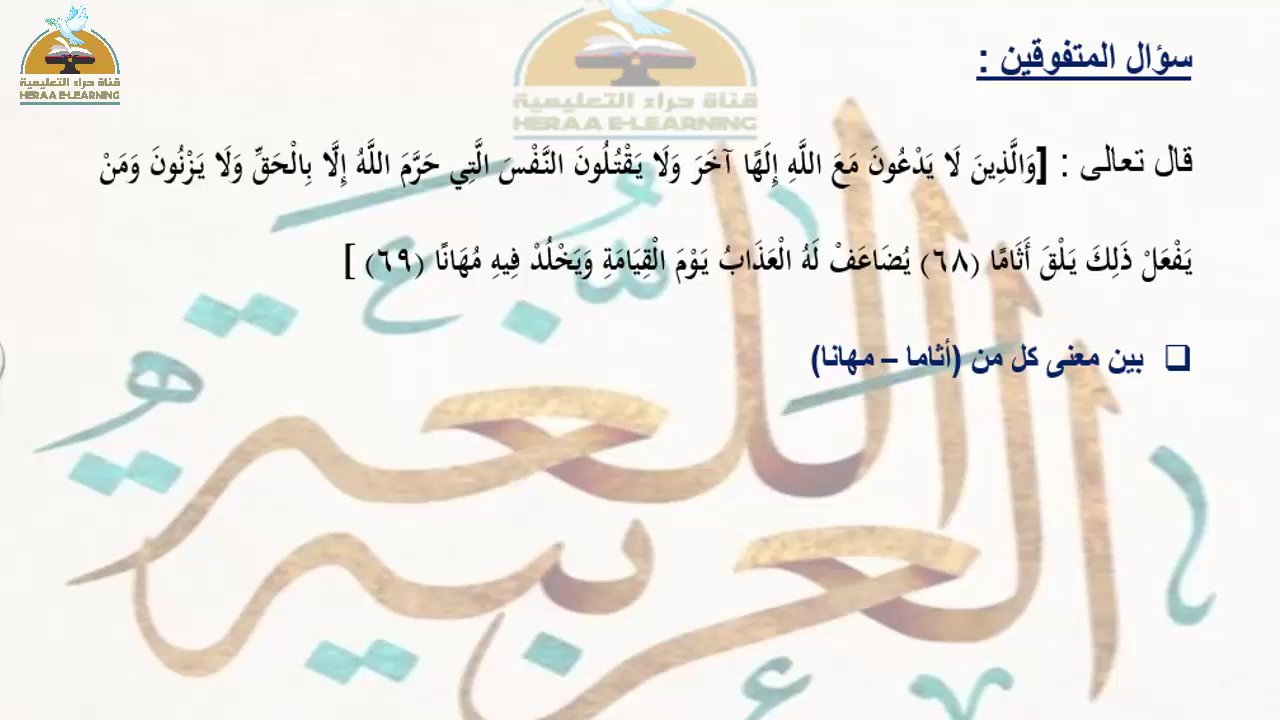 قناة حراء التعليمية
HERAA E-LEARNING
قناة حراء التعليمية
HERAA E-LEARNING
سؤال المتفوقين :
قال تعالى : [وَالَّذِينَ لَا يَدْعُونَ مَعَ اللَّهِ إِلَهًا آخَرَ وَلَا يَقْتُلُونَ النَّفْسَ الَّتِي حَرَّمَ اللَّهُ إِلَّا بِالْحَقِّ وَلَا يَزْنُونَ وَمَنْ
يَفْعَلْ ذَلِكَ يَلْقَ أَثَامًا (٦٨) يُضَاعَفْ لَهُ الْعَذَابُ يَوْمَ الْقِيَامَةِ وَيَخْلُدْ فِيهِ مُهَانًا (٦٩) ]
❑ بين معنى كل من (أثاما – مهانا)
اللغة
العربية